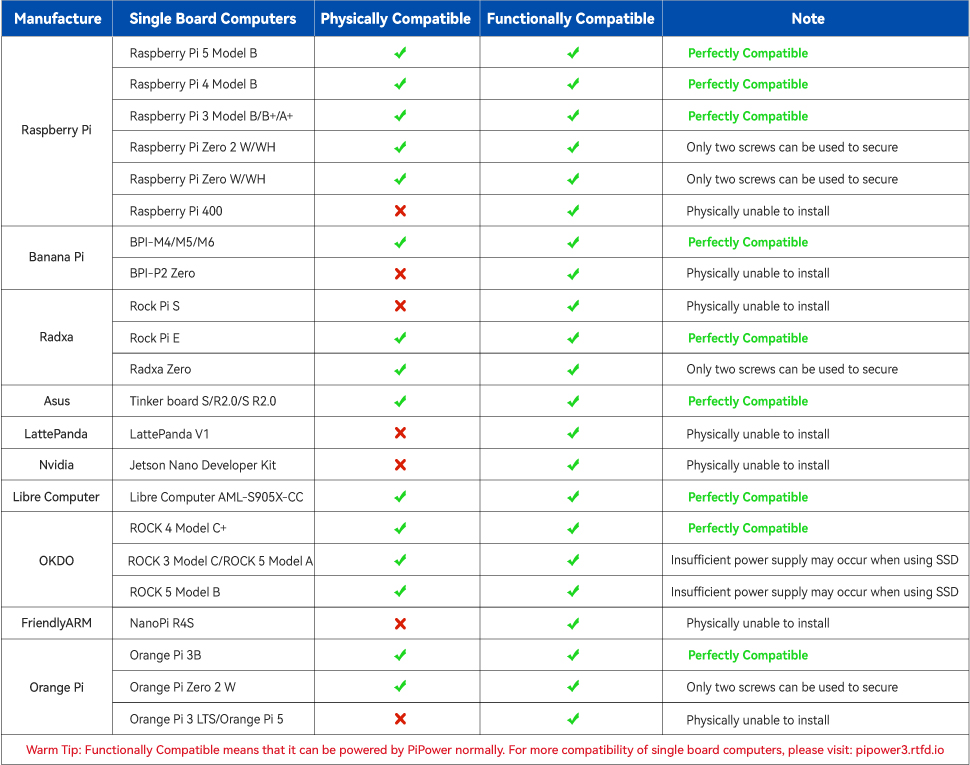 Manufacture Single Board Computers Physically Compatible Functionally Compatible Note
Raspberry Pi 5 Model B Perfectly Compatible
Raspberry Pi 4 Model B Perfectly Compatible
Raspberry Pi 3 Model B/B+/A+ Perfectly Compatible
Raspberry Pi
Raspberry Pi Zero 2 W/WH Only two screws can be used to secure
Raspberry Pi Zero W/WH Only two screws can be used to secure
Raspberry Pi 400 Physically unable to install
BPI-M4/M5/M6 Perfectly Compatible
Banana Pi
BPI-P2 Zero Physically unable to install
Rock Pi S Physically unable to install
Radxa Rock Pi E Perfectly Compatible
Radxa Zero Only two screws can be used to secure
Asus Tinker board S/R2.0/S R2.0 Perfectly Compatible
LattePanda LattePanda V1 Physically unable to install
Nvidia Jetson Nano Developer Kit Physically unable to install
Libre Computer Libre Computer AML-S905X-CC Perfectly Compatible
ROCK 4 Model C+ Perfectly Compatible
OKDO ROCK 3 Model C/ROCK 5 Model A Insufficient power supply may occur when using SSD
ROCK 5 Model B Insufficient power supply may occur when using SSD
FriendlyARM NanoPi R4S Physically unable to install
Orange Pi 3B Perfectly Compatible
Orange Pi Orange Pi Zero 2 W Only two screws can be used to secure
Orange Pi 3 LTS/Orange Pi 5 Physically unable to install
Warm Tip: Functionally Compatible means that it can be powered by PiPower normally. For more compatibility of single board computers, please visit: pipower3.rtfd.io